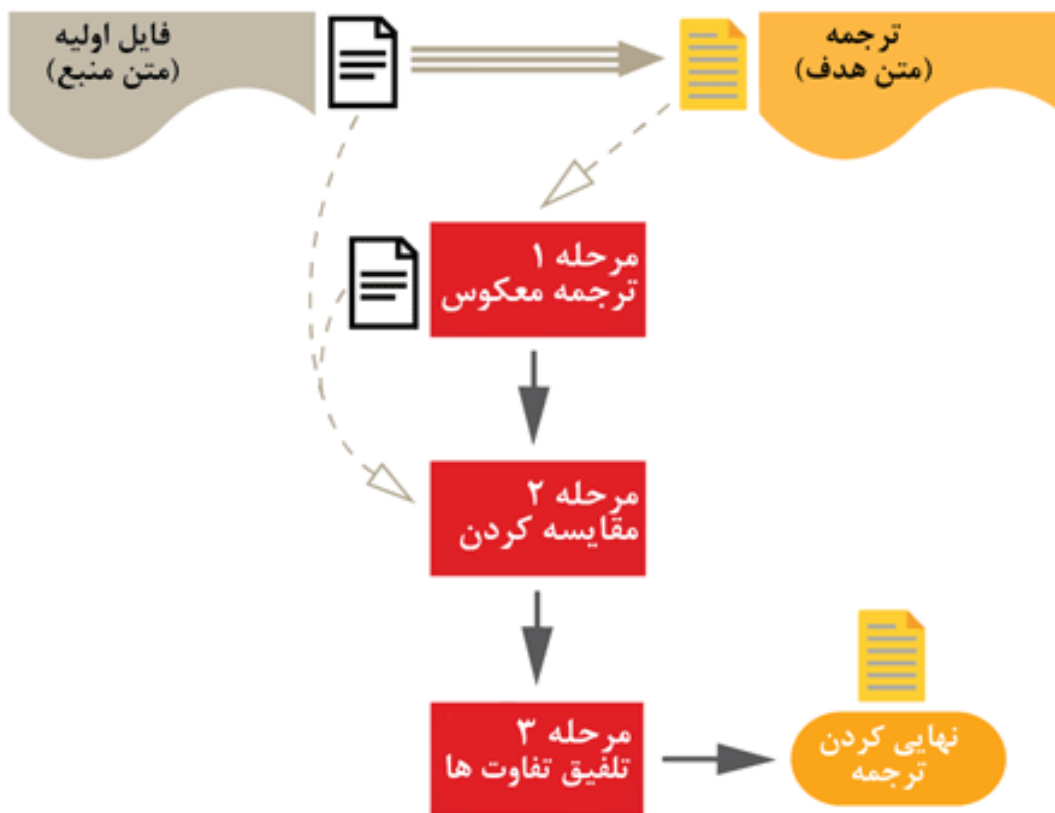 فایل اولیه
(متن منبع)
ترجمه
(متن هدف)
مرحله ۱
ترجمه معکوس
مرحله ۲
مقایسه کردن
مرحله ۳
تلفیق تفاوت ها
نهایی کردن
ترجمه